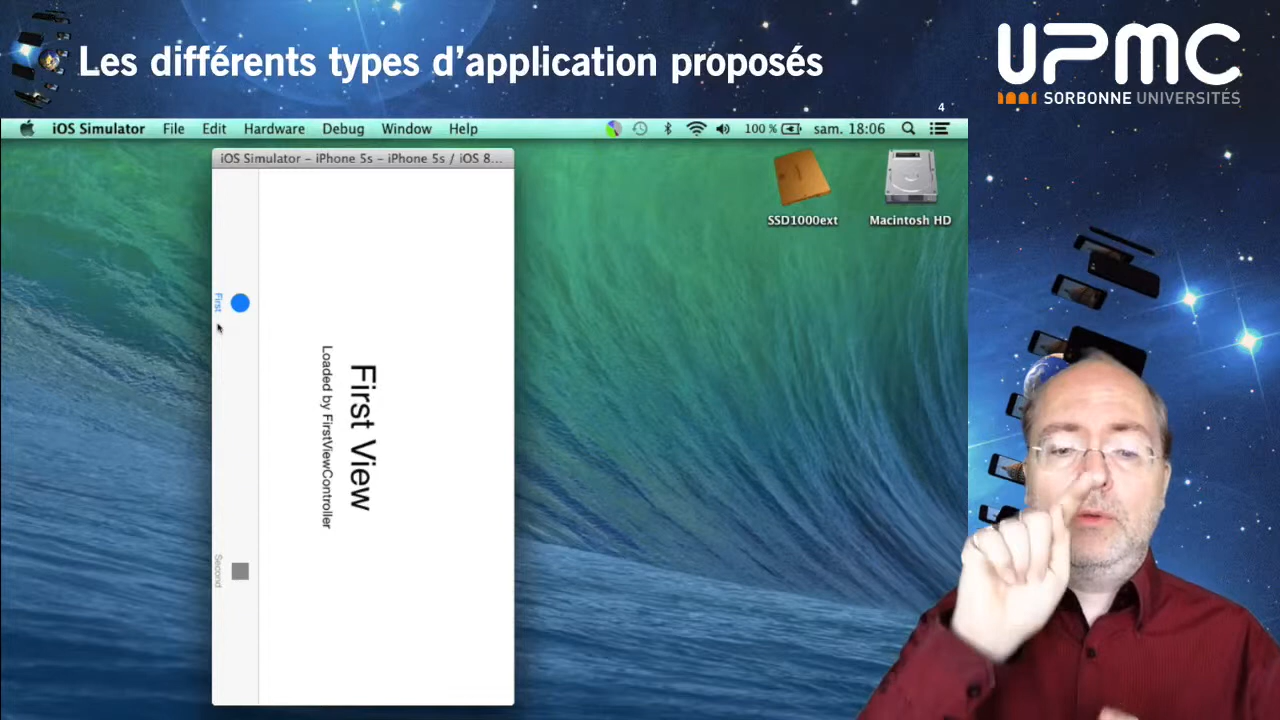 Les différents types d’application proposés
UPMC
SORBONNE UNIVERSITÉS
4
iOS Simulator File Edit Hardware Debug Window Help 100 % sam. 18:06
iOS Simulator – iPhone 5s – iPhone 5s / iOS 8...
SSD1000ext
Macintosh HD
First
First View
Loaded by FirstViewController
Second